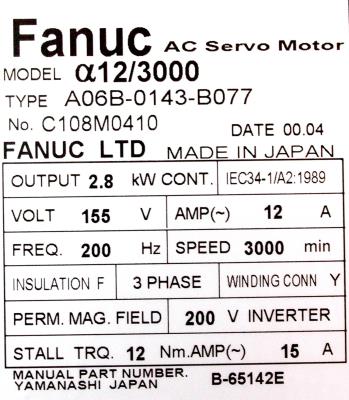 Fanuc AC Servo Motor
MODEL α12/3000
TYPE A06B-0143-B077
No. C108M0410
DATE 00.04
FANUC LTD MADE IN JAPAN
OUTPUT 2.8 kW CONT. IEC34-1/A2:1989
VOLT 155 V AMP(~) 12 A
FREQ. 200 Hz SPEED 3000 min
INSULATION F 3 PHASE WINDING CONN Y
PERM. MAG. FIELD 200 V INVERTER
STALL TRQ. 12 Nm.AMP(~) 15 A
MANUAL PART NUMBER. B-65142E
YAMANASHI JAPAN